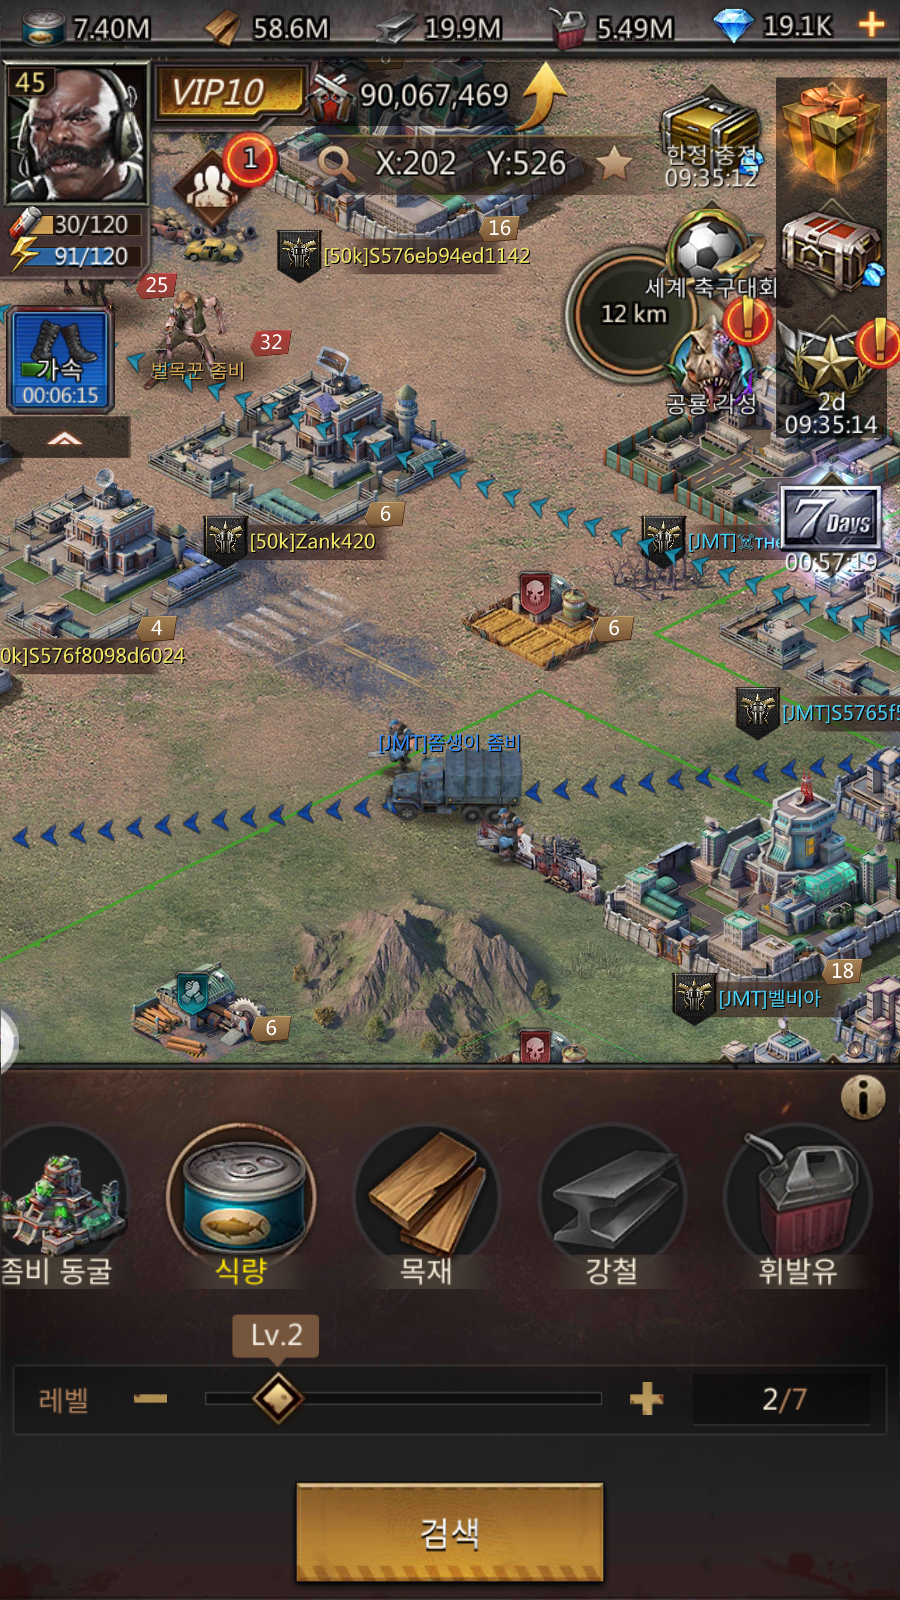 7.40M 58.6M 19.9M 5.49M 19.1K
45
VIP10
90,067,469
1
X:202 Y:526
한정 충전
09:35:12
30/120
91/120
16
[50k]S576eb94ed1142
25
세계 축구대회
12 km
32
벌목꾼 좀비
가속
00:06:15
공룡 각성
2d
09:35:14
6
[50k]Zank420
[JMT]
7 Days
00:57:19
4
0k]S576f8098d6024
6
[JMT]S5765f5
[JMT]쫌생이 좀비
18
[JMT]벨비아
6
좀비 동굴
식량
목재
강철
휘발유
Lv.2
레벨
2/7
검색